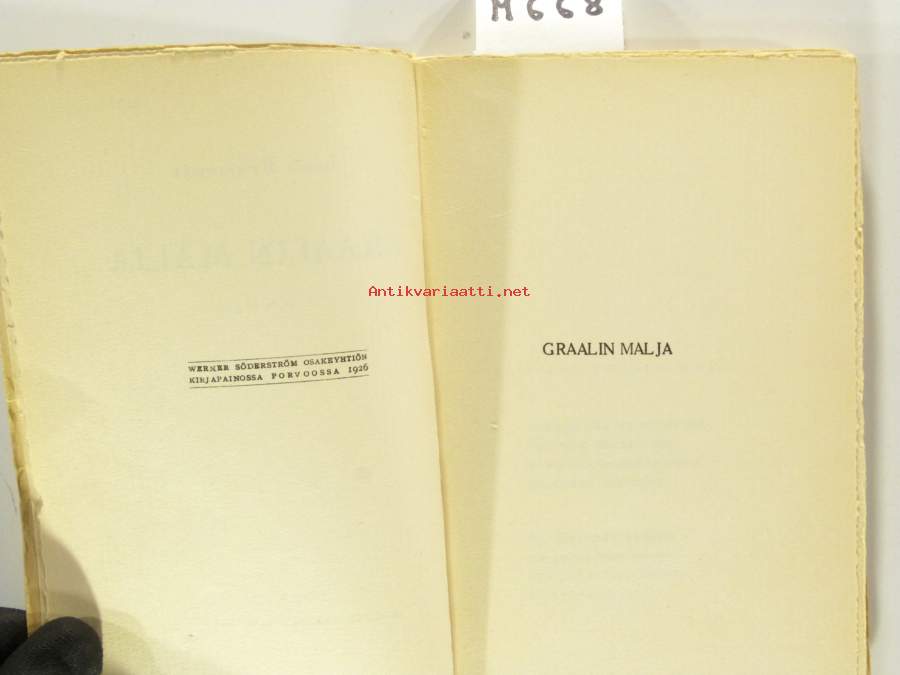 M668
Antikvariaatti.net
WERNER SÖDERSTRÖM OSAKEYHTIÖN
KIRJAPAINOSSA PORVOOSSA 1926
GRAALIN MALJA